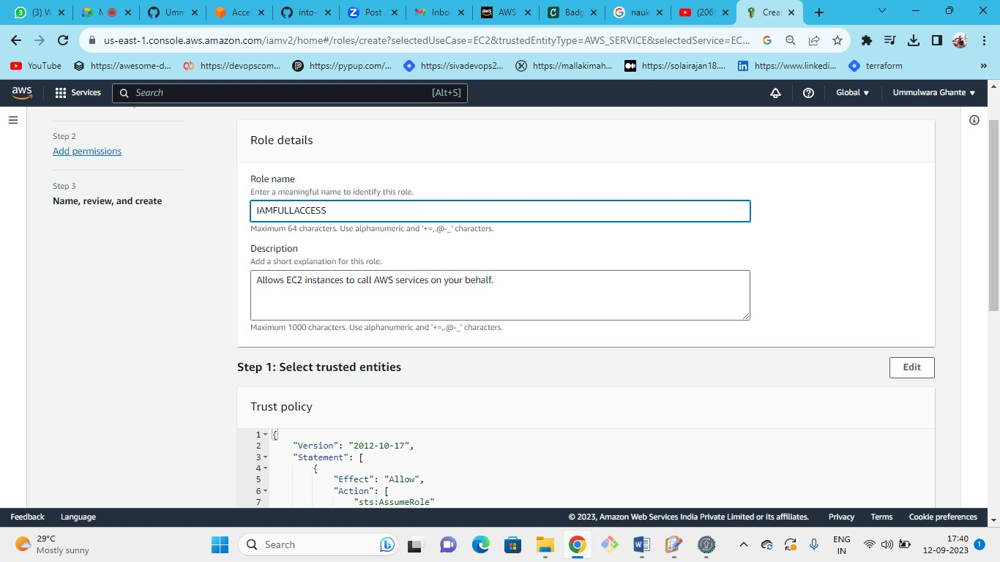 (3) W
M
Umm
Acce
into-
Post
Inbo
AWS
Badg
nauk
(206)
Crea
us-east-1.console.aws.amazon.com/iamv2/home#/roles/create?selectedUseCase=EC2&trustedEntityType=AWS_SERVICE&selectedService=EC...
YouTube
https://awesome-d...
https://devopscom...
https://pypup.com/...
https://sivadevops2...
https://mallakimah...
https://solairajan18....
https://www.linkedi...
terraform
»
aws
Services
Search
[Alt+S]
Global
Ummulwara Ghante
Step 2
Add permissions
Step 3
Name, review, and create
Role details
Role name
Enter a meaningful name to identify this role.
IAMFULLACCESS
Maximum 64 characters. Use alphanumeric and '+=,.@-_' characters.
Description
Add a short explanation for this role.
Allows EC2 instances to call AWS services on your behalf.
Maximum 1000 characters. Use alphanumeric and '+=,.@-_' characters.
Step 1: Select trusted entities
Edit
Trust policy
1 {
2 "Version": "2012-10-17",
3 "Statement": [
4 {
5 "Effect": "Allow",
6 "Action": [
7 "sts:AssumeRole"
Feedback
Language
© 2023, Amazon Web Services India Private Limited or its affiliates.
Privacy
Terms
Cookie preferences
29°C
Mostly sunny
Search
ENG
IN
17:40
12-09-2023
1